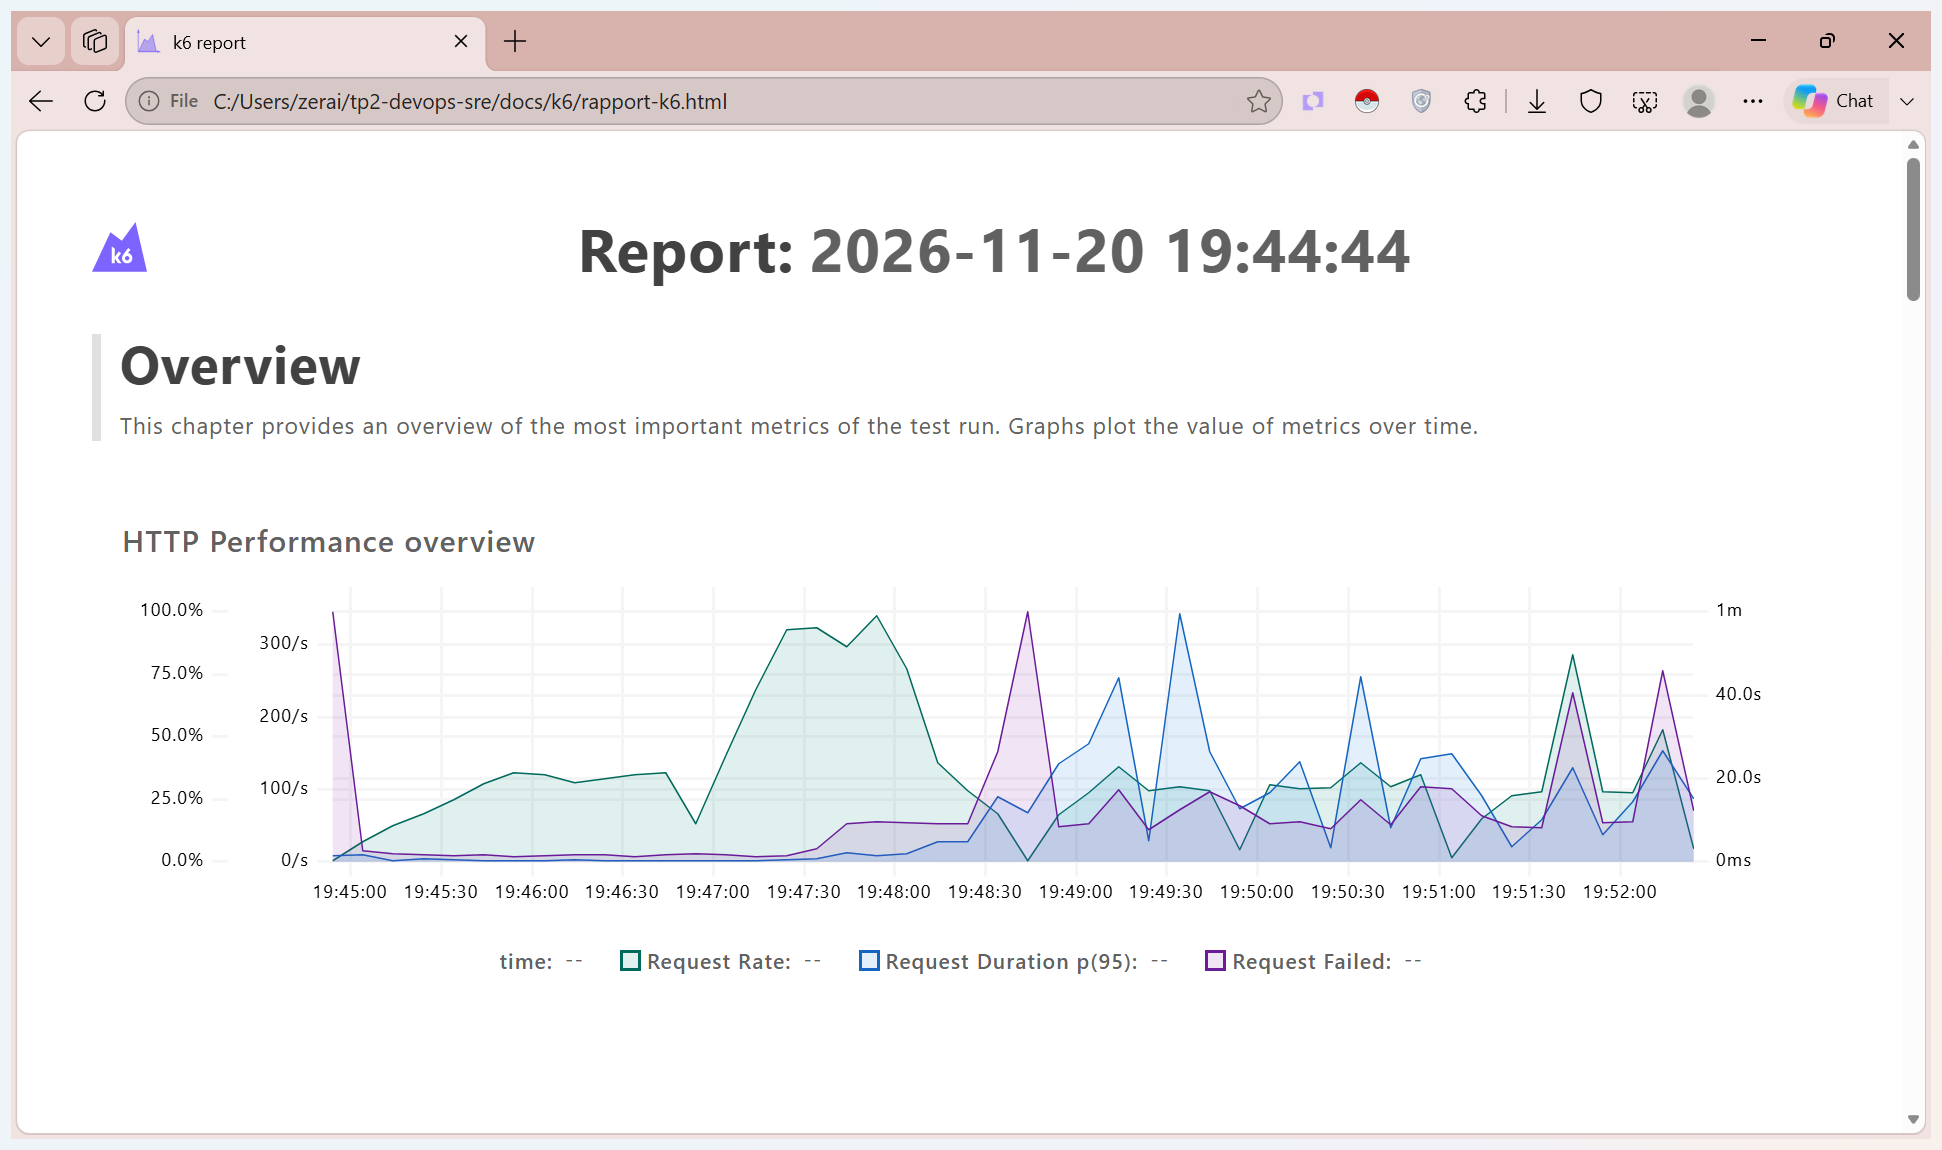 k6 report
File C:/Users/zerai/tp2-devops-sre/docs/k6/rapport-k6.html
Chat
k6
Report: 2026-11-20 19:44:44
Overview
This chapter provides an overview of the most important metrics of the test run. Graphs plot the value of metrics over time.
HTTP Performance overview
100.0%
75.0%
50.0%
25.0%
0.0%
300/s
200/s
100/s
0/s
1m
40.0s
20.0s
0ms
19:45:00 19:45:30 19:46:00 19:46:30 19:47:00 19:47:30 19:48:00 19:48:30 19:49:00 19:49:30 19:50:00 19:50:30 19:51:00 19:51:30 19:52:00
time: -- Request Rate: -- Request Duration p(95): -- Request Failed: --